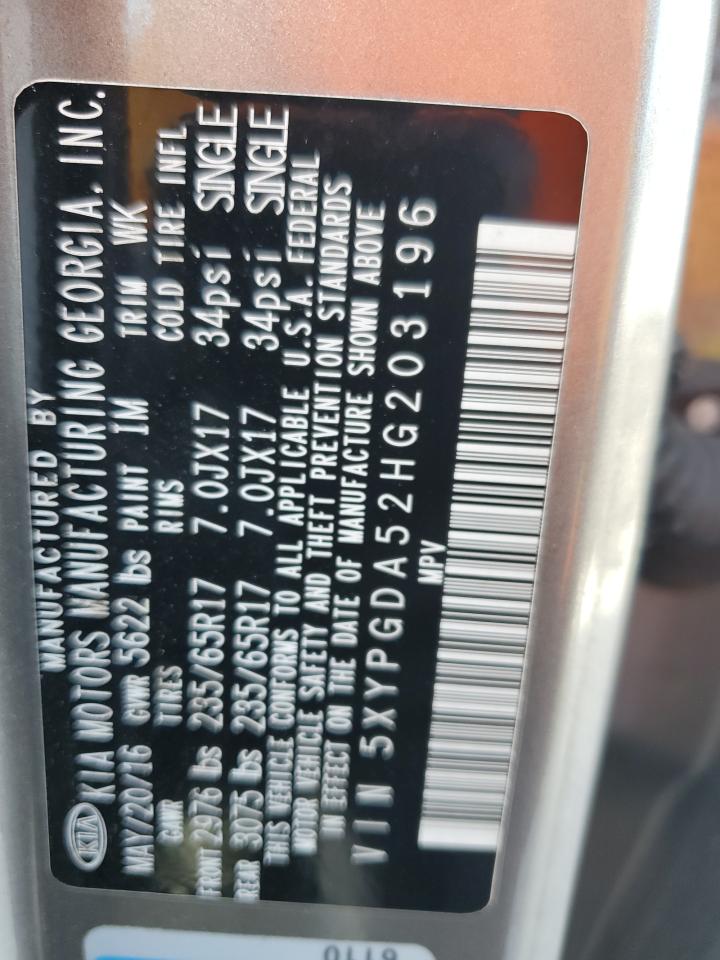 MANUFACTURED BY
KIA KIA MOTORS MANUFACTURING GEORGIA, INC.
MAY/20/16 GVWR 5622 lbs PAINT IM TRIM WK
GAWR TIRES RIMS COLD TIRE INFL
FRONT 2976 lbs 235/65R17 7.0JX17 34psi SINGLE
REAR 3075 lbs 235/65R17 7.0JX17 34psi SINGLE
THIS VEHICLE CONFORMS TO ALL APPLICABLE U.S.A. FEDERAL
MOTOR VEHICLE SAFETY AND THEFT PREVENTION STANDARDS
IN EFFECT ON THE DATE OF MANUFACTURE SHOWN ABOVE
VIN 5XYPGDA52HG203196
MPV